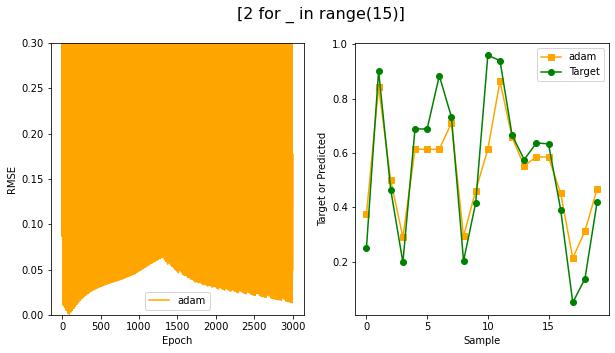 [2 for _ in range(15)]
0.30
0.25
0.20
0.15
0.10
0.05
0.00
RMSE
0 500 1000 1500 2000 2500 3000
Epoch
adam
1.0
0.8
0.6
0.4
0.2
Target or Predicted
0 5 10 15
Sample
adam
Target